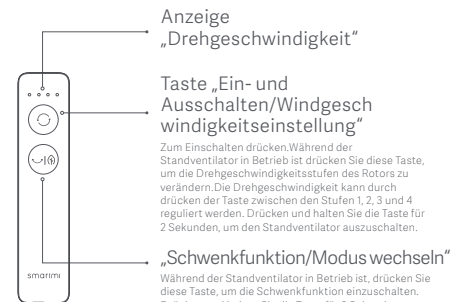 Anzeige
„Drehgeschwindigkeit“
Taste „Ein- und
Ausschalten/Windgesch
windigkeitseinstellung“
Zum Einschalten drücken.Während der
Standventilator in Betrieb ist drücken Sie diese Taste,
um die Drehgeschwindigkeitsstufen des Rotors zu
verändern.Die Drehgeschwindigkeit kann durch
drücken der Taste zwischen den Stufen 1, 2, 3 und 4
reguliert werden. Drücken und halten Sie die Taste für
2 Sekunden, um den Standventilator auszuschalten.
„Schwenkfunktion/Modus wechseln“
Während der Standventilator in Betrieb ist, drücken Sie
diese Taste, um die Schwenkfunktion einzuschalten.
smartmi